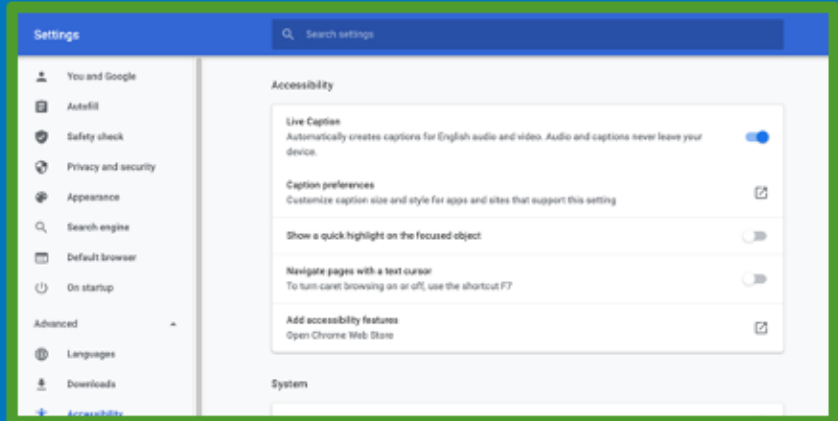 Settings
Search settings
You and Google
Autofill
Safety check
Privacy and security
Appearance
Search engine
Default browser
On startup
Advanced
Languages
Downloads
Accessibility
Accessibility
Live Caption
Automatically creates captions for English audio and video. Audio and captions never leave your
device.
Caption preferences
Customize caption size and style for apps and sites that support this setting
Show a quick highlight on the focused object
Navigate pages with a text cursor
To turn caret browsing on or off, use the shortcut F7
Add accessibility features
Open Chrome Web Store
System